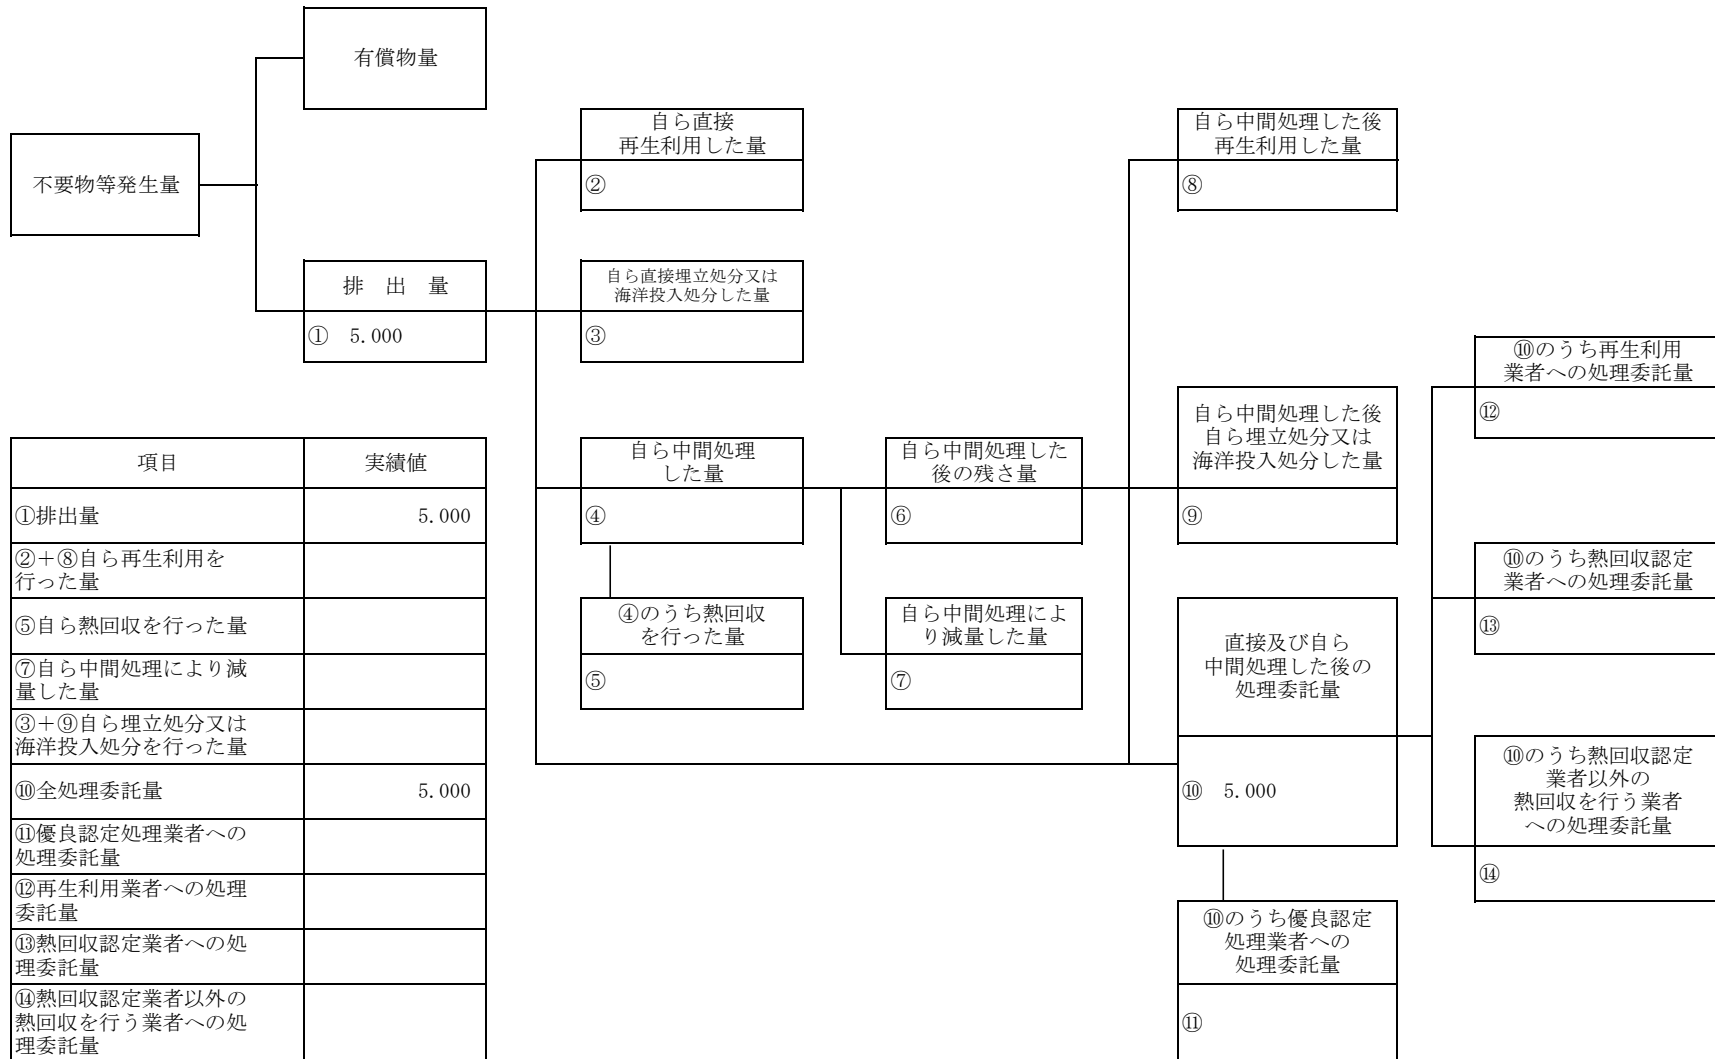 有償物量
不要物等発生量
排　出　量
①　5.000
自ら直接
再生利用した量
②
自ら直接埋立処分又は
海洋投入処分した量
③
自ら中間処理
した量
④
④のうち熱回収
を行った量
⑤
自ら中間処理した
後の残さ量
⑥
自ら中間処理によ
り減量した量
⑦
自ら中間処理した後
再生利用した量
⑧
自ら中間処理した後
自ら埋立処分又は
海洋投入処分した量
⑨
直接及び自ら
中間処理した後の
処理委託量
⑩　5.000
⑩のうち優良認定
処理業者への
処理委託量
⑪
⑩のうち再生利用
業者への処理委託量
⑫
⑩のうち熱回収認定
業者への処理委託量
⑬
⑩のうち熱回収認定
業者以外の
熱回収を行う業者
への処理委託量
⑭
項目　実績値
①排出量　5.000
②＋⑧自ら再生利用を
行った量
⑤自ら熱回収を行った量
⑦自ら中間処理により減
量した量
③＋⑨自ら埋立処分又は
海洋投入処分を行った量
⑩全処理委託量　5.000
⑪優良認定処理業者への
処理委託量
⑫再生利用業者への処理
委託量
⑬熱回収認定業者への処
理委託量
⑭熱回収認定業者以外の
熱回収を行う業者への処
理委託量